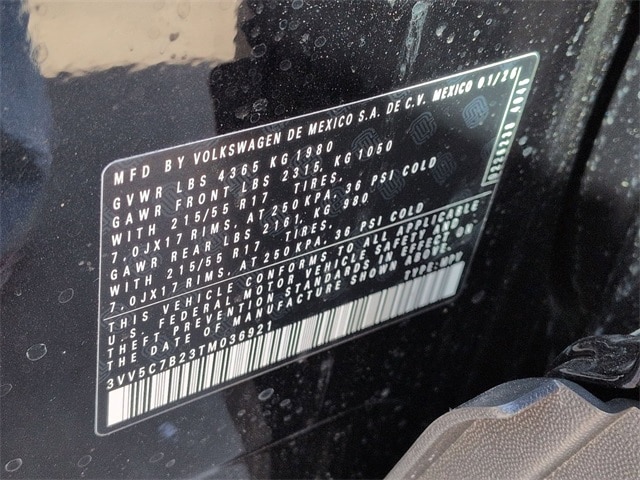 MFD BY VOLKSWAGEN DE MEXICO S.A. DE C.V. MEXICO 01/26
GVWR LBS 4365 KG 1980
GAWR FRONT LBS 2315, KG 1050
WITH 215/55 R17 TIRES,
7,0JX17 RIMS, AT 250 KPA, 36 PSI COLD
GAWR REAR LBS 2161, KG 980
WITH 215/55 R17 TIRES,
7,0JX17 RIMS, AT 250 KPA, 36 PSI COLD
THIS VEHICLE CONFORMS TO ALL APPLICABLE
U.S. FEDERAL MOTOR VEHICLE SAFETY AND
THEFT PREVENTION STANDARDS IN EFFECT ON
THE DATE OF MANUFACTURE SHOWN ABOVE.
3VV5C7B23TM036921
TYPE: MPV